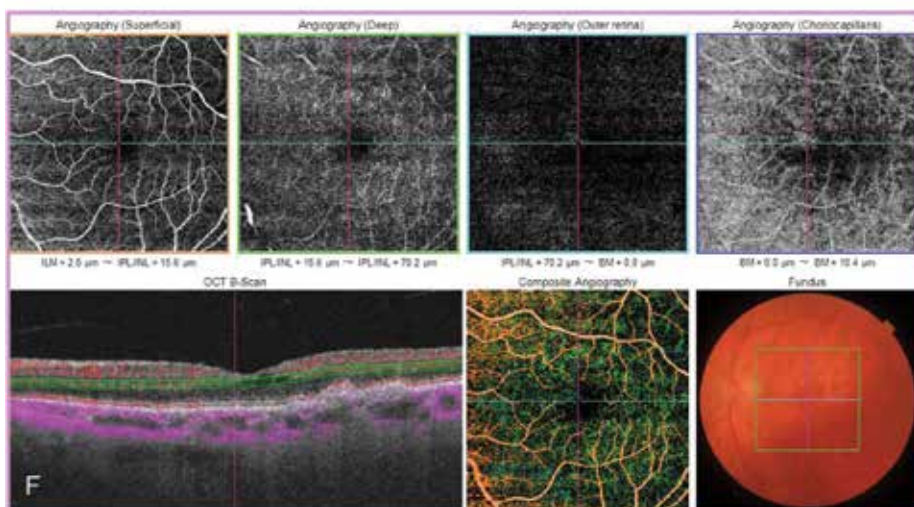 Angiography (Superficial)
Angiography (Deep)
Angiography (Outer retina)
Angiography (Choriocapillaris)
ILM + 2.6 µm ～ IPL/INL + 15.6 µm
IPL/INL + 15.6 µm ～ IPL/INL + 70.2 µm
IPL/INL + 70.2 µm ～ BM + 0.0 µm
BM + 0.0 µm ～ BM + 10.4 µm
OCT B-Scan
Composite Angiography
Fundus
F